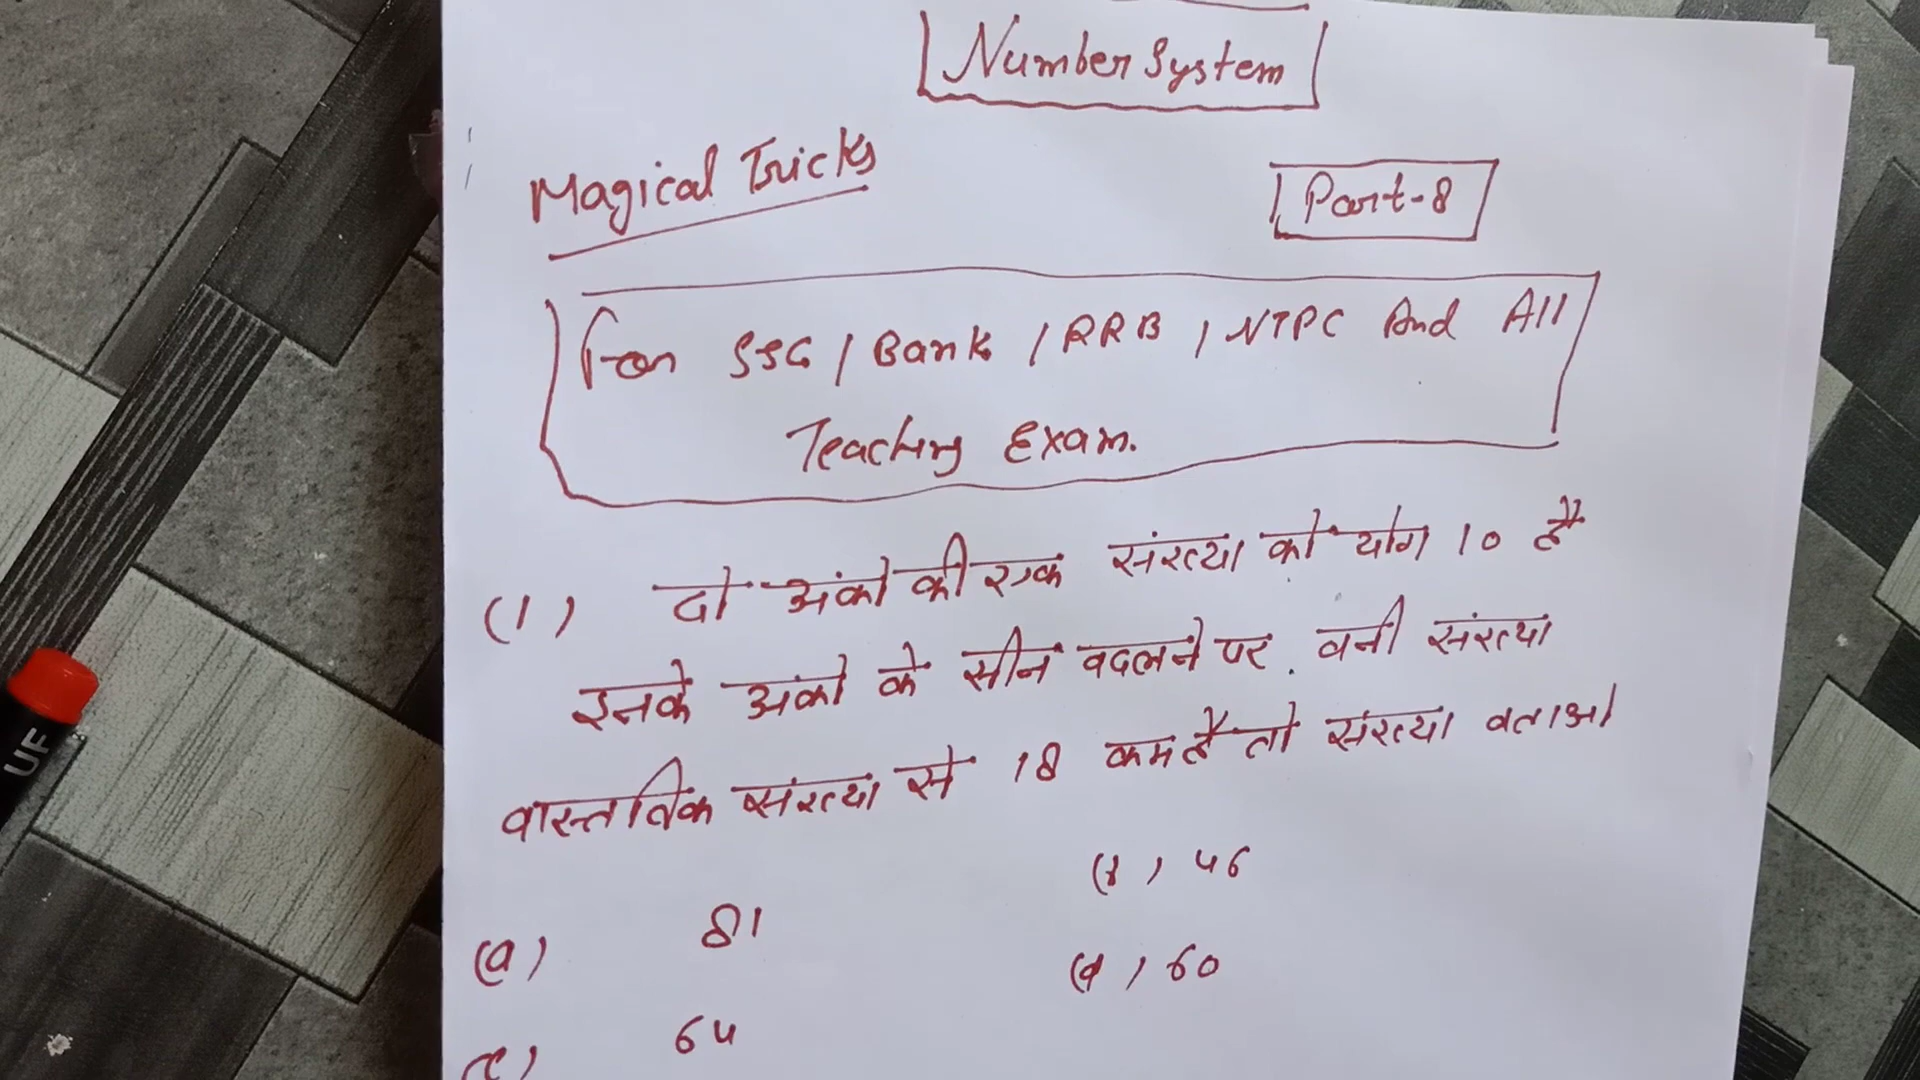 Number System
Magical Tricks
Part-8
For SSC / Bank / RRB / NTPC And All
Teaching Exam.
(1) दो अंको की एक संख्या को योग 10 है
इनके अंको के स्थान बदलने पर बनी संख्या
वास्तविक संख्या से 18 कम है तो संख्या बताओ
(a) 81
(b) 46
(c) 64
(d) 60
UF